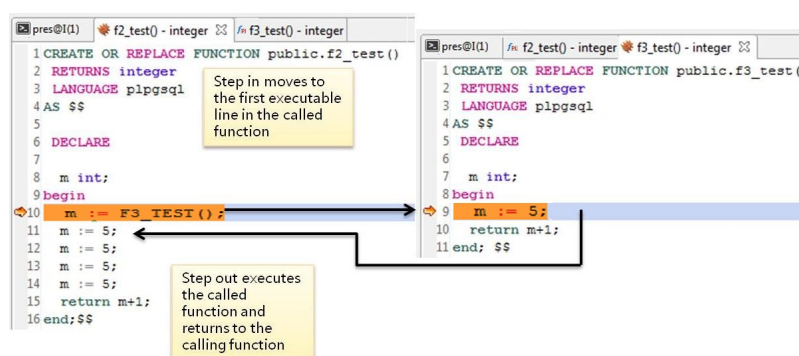 pres@I(1) f2_test() - integer f3_test() - integer
1 CREATE OR REPLACE FUNCTION public.f2_test()
2 RETURNS integer
3 LANGUAGE plpgsql
4 AS $$
5
6 DECLARE
7
8 m int;
9 begin
10 m := F3_TEST();
11 m := 5;
12 m := 5;
13 m := 5;
14 m := 5;
15 return m+1;
16 end;$$
Step in moves to
the first executable
line in the called
function
Step out executes
the called
function and
returns to the
calling function
pres@I(1) f2_test() - integer f3_test() - integer
1 CREATE OR REPLACE FUNCTION public.f3_test(
2 RETURNS integer
3 LANGUAGE plpgsql
4 AS $$
5 DECLARE
6
7 m int;
8 begin
9 m := 5;
10 return m+1;
11 end; $$